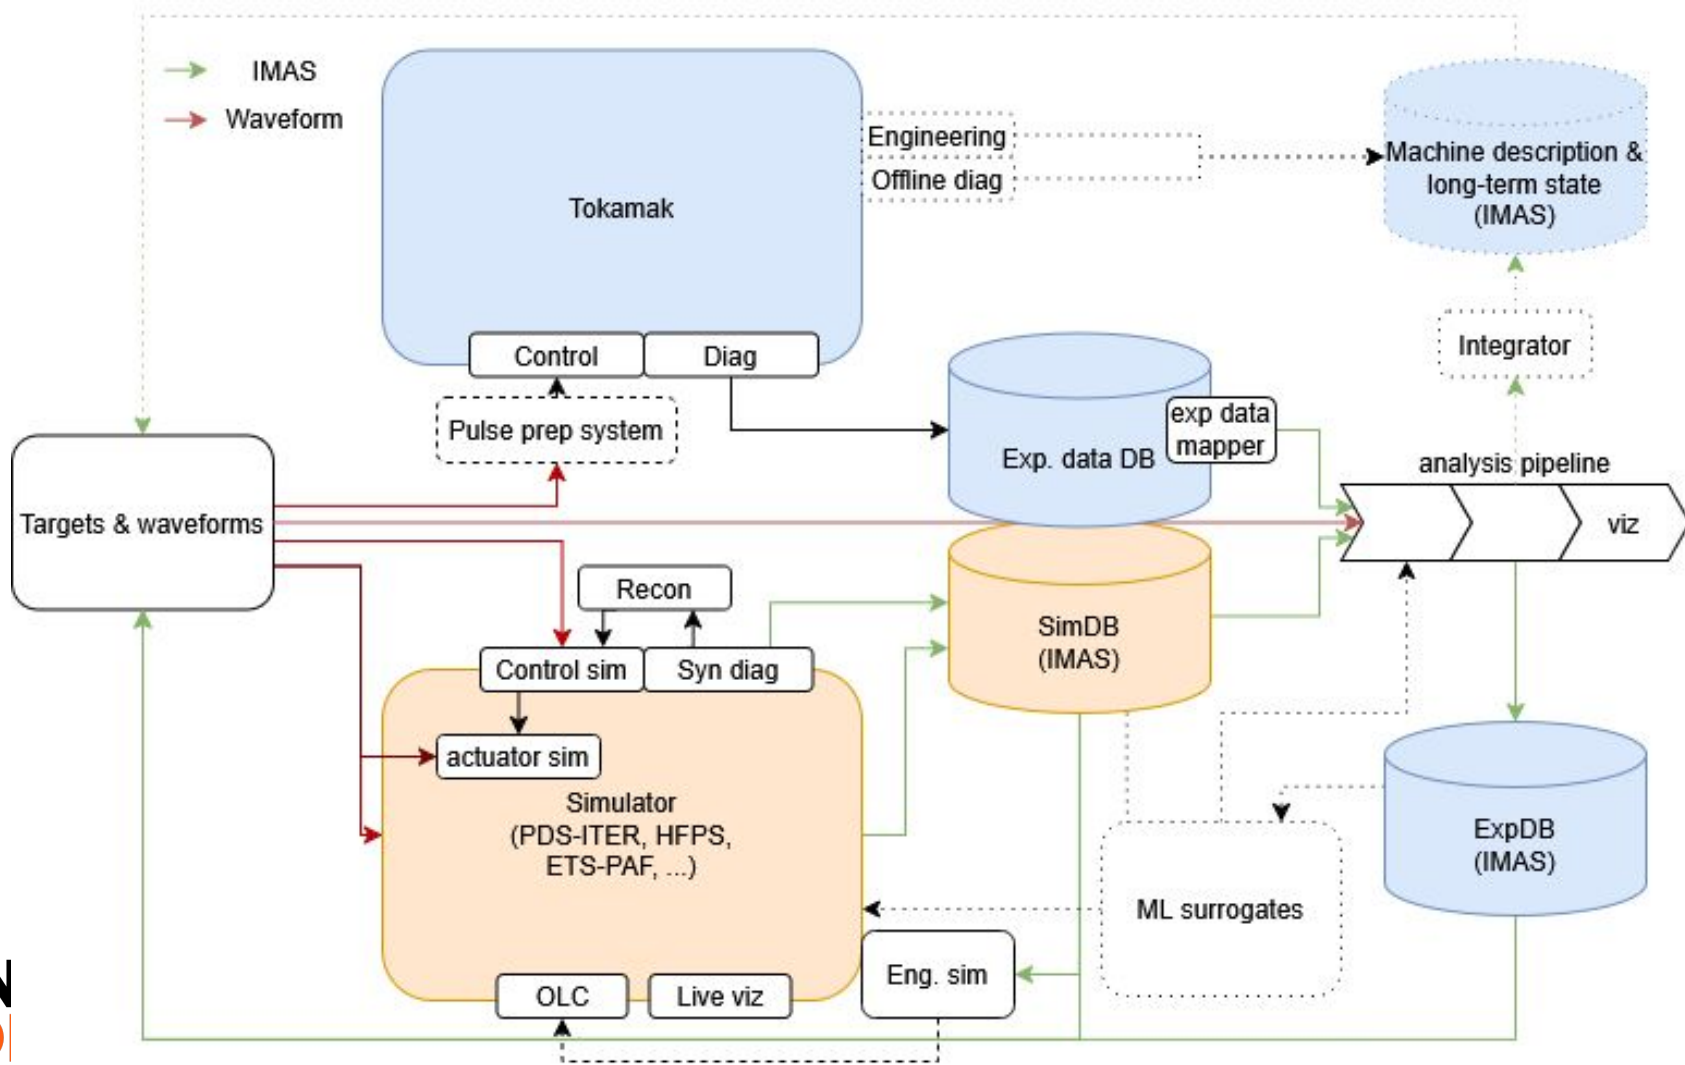 IMAS
Waveform
Tokamak
Engineering
Offline diag
Machine description &
long-term state
(IMAS)
Control
Diag
Pulse prep system
Integrator
exp data
mapper
Exp. data DB
analysis pipeline
viz
Targets & waveforms
Recon
Control sim
Syn diag
SimDB
(IMAS)
actuator sim
Simulator
(PDS-ITER, HFPS,
ETS-PAF, ...)
ExpDB
(IMAS)
ML surrogates
Eng. sim
OLC
Live viz